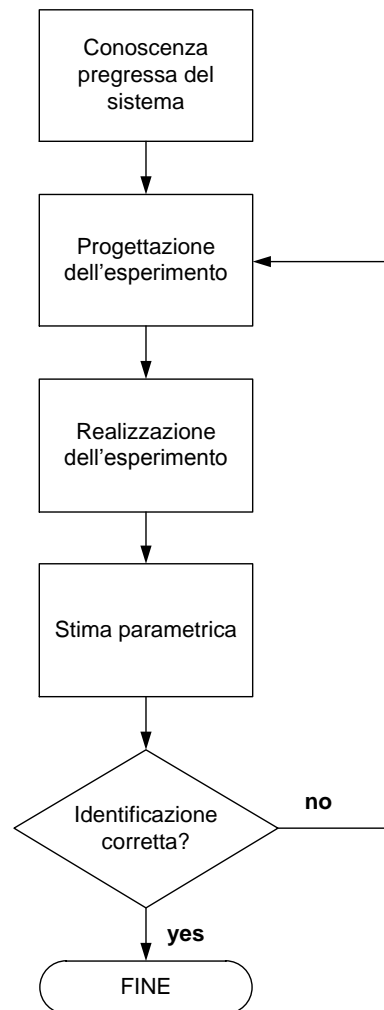 Conoscenza
pregressa del
sistema
Progettazione
dell'esperimento
Realizzazione
dell'esperimento
Stima parametrica
Identificazione
corretta?
no
yes
FINE